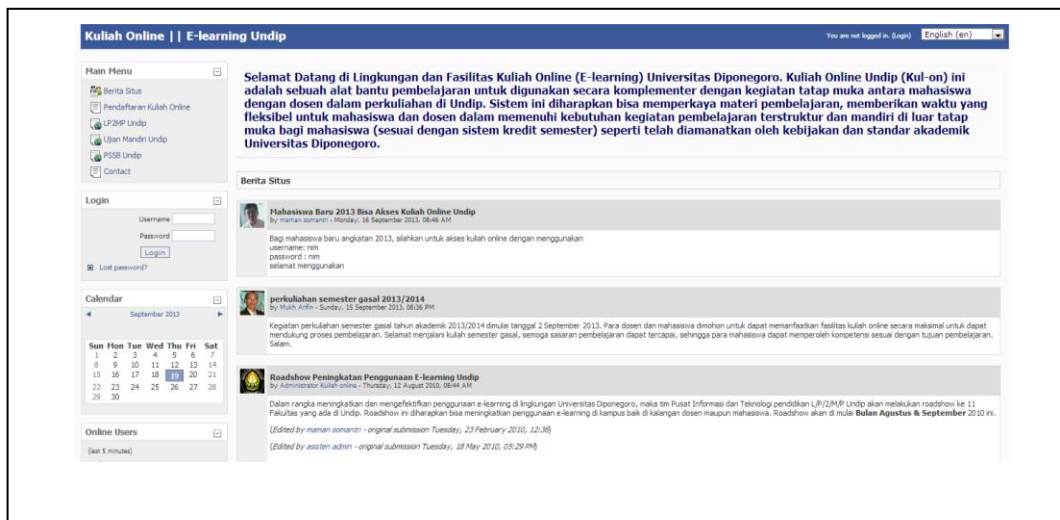 Kuliah Online || E-learning Undip
You are not logged in. (Login)
English (en)
Main Menu
Berita Situs
Pendaftaran Kuliah Online
LP2MP Undip
Ujian Mandiri Undip
PSSB Undip
Contact
Login
Username
Password
Login
Lost password?
Calendar
September 2013
Sun Mon Tue Wed Thu Fri Sat
1 2 3 4 5 6 7
8 9 10 11 12 13 14
15 16 17 18 19 20 21
22 23 24 25 26 27 28
29 30
Online Users
(last 5 minutes)
Selamat Datang di Lingkungan dan Fasilitas Kuliah Online (E-learning) Universitas Diponegoro. Kuliah Online Undip (Kul-on) ini
adalah sebuah alat bantu pembelajaran untuk digunakan secara komplementer dengan kegiatan tatap muka antara mahasiswa
dengan dosen dalam perkuliahan di Undip. Sistem ini diharapkan bisa memperkaya materi pembelajaran, memberikan waktu yang
fleksibel untuk mahasiswa dan dosen dalam memenuhi kebutuhan kegiatan pembelajaran terstruktur dan mandiri di luar tatap
muka bagi mahasiswa (sesuai dengan sistem kredit semester) seperti telah diamanatkan oleh kebijakan dan standar akademik
Universitas Diponegoro.
Berita Situs
Mahasiswa Baru 2013 Bisa Akses Kuliah Online Undip
by maman somantri - Monday, 16 September 2013, 08:46 AM
Bagi mahasiswa baru angkatan 2013, silahkan untuk akses kuliah online dengan menggunakan
username: nim
password : nim
selamat menggunakan
perkuliahan semester gasal 2013/2014
by Mukh Arifin - Sunday, 15 September 2013, 08:36 PM
Kegiatan perkuliahan semester gasal tahun akademik 2013/2014 dimulai tanggal 2 September 2013. Para dosen dan mahasiswa dimohon untuk dapat memanfaatkan fasilitas kuliah online secara maksimal untuk dapat
mendukung proses pembelajaran. Selamat menjalani kuliah semester gasal, semoga sasaran pembelajaran dapat tercapai, sehingga para mahasiswa dapat memperoleh kompetensi sesuai dengan tujuan pembelajaran.
Salam.
Roadshow Peningkatan Penggunaan E-learning Undip
by Administrator Kuliah online - Thursday, 12 August 2010, 08:44 AM
Dalam rangka meningkatkan dan mengefektifkan penggunaan e-learning di lingkungan Universitas Diponegoro, maka tim Pusat Informasi dan Teknologi pendidikan L/P/2/M/P Undip akan melakukan roadshow ke 11
Fakultas yang ada di Undip. Roadshow ini diharapkan bisa meningkatkan penggunaan e-learning di kampus baik di kalangan dosen maupun mahasiswa. Roadshow akan di mulai Bulan Agustus & September 2010 ini.
(Edited by maman somantri - original submission Tuesday, 23 February 2010, 12:36)
(Edited by asisten admin - original submission Tuesday, 18 May 2010, 05:29 PM)